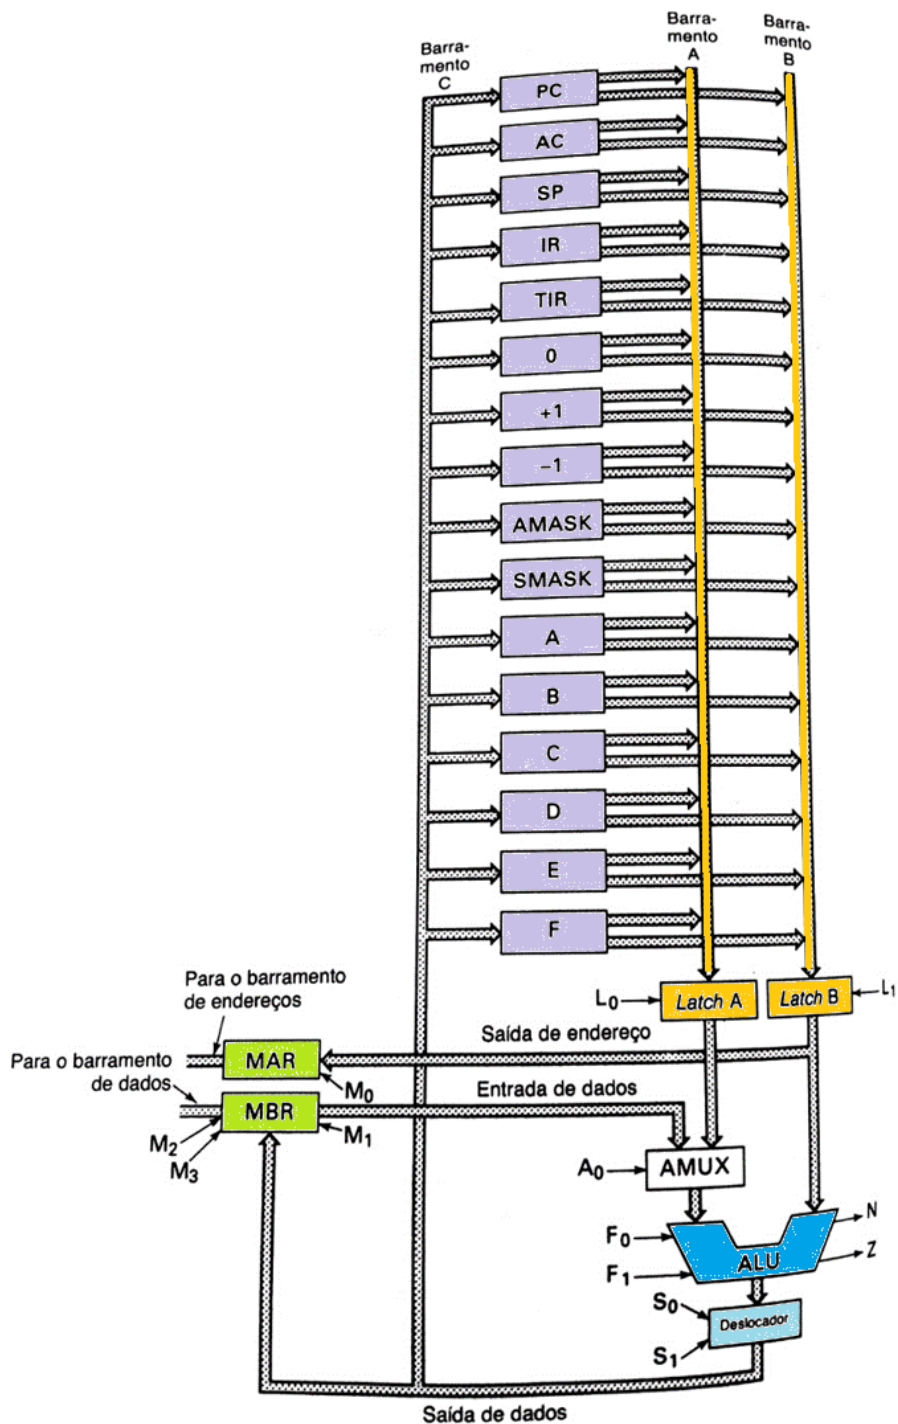 Barra-
mento
C
Barra-
mento
A
Barra-
mento
B
PC
AC
SP
IR
TIR
0
+1
−1
AMASK
SMASK
A
B
C
D
E
F
L0
Latch A
Latch B
L1
Para o barramento
de endereços
Saída de endereço
MAR
M0
Para o barramento
de dados
Entrada de dados
MBR
M1
M2
M3
A0
AMUX
F0
F1
ALU
N
Z
S0
S1
Deslocador
Saída de dados